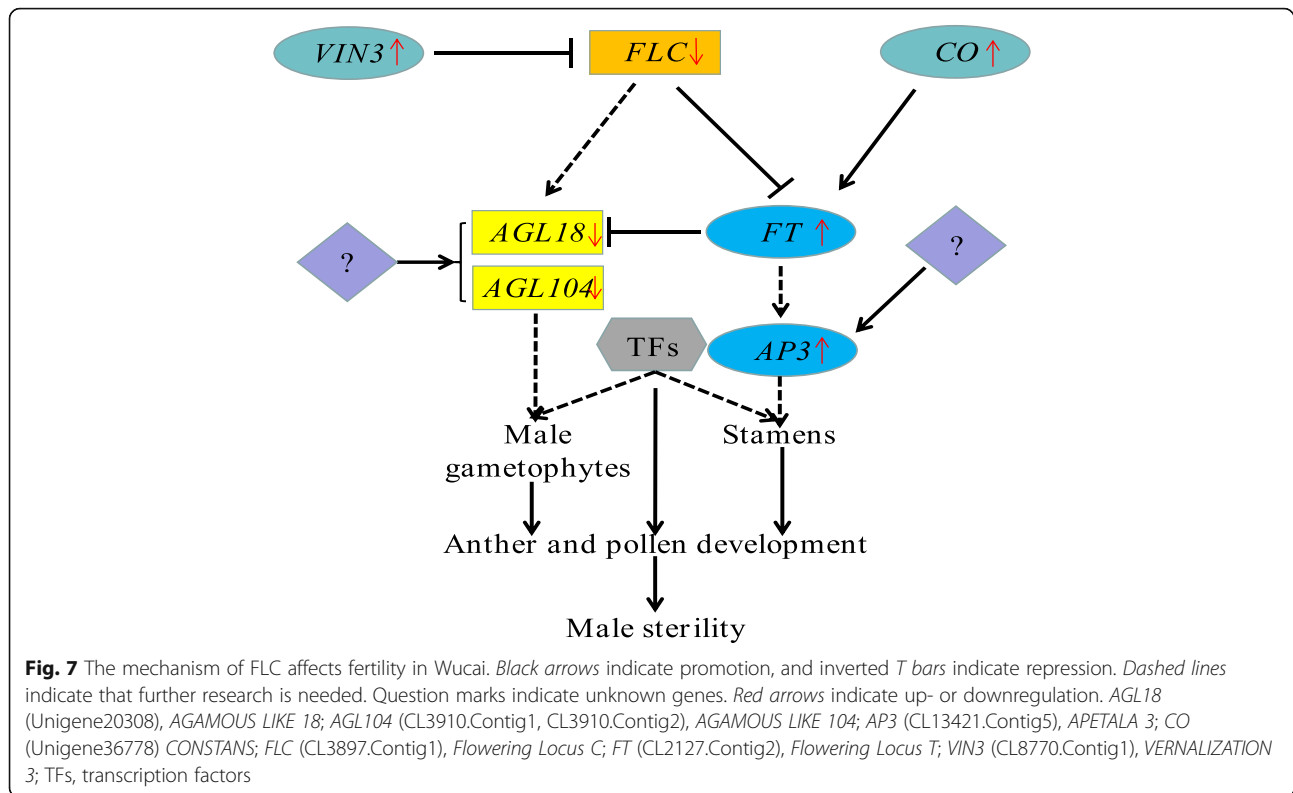 VIN3↑ FLC↓ CO↑
AGL18↓ FT↑
? ?
AGL104↓
TFs AP3↑
Male Stamens
gametophytes
Anther and pollen development
Male sterility
Fig. 7 The mechanism of FLC affects fertility in Wucai. Black arrows indicate promotion, and inverted T bars indicate repression. Dashed lines
indicate that further research is needed. Question marks indicate unknown genes. Red arrows indicate up- or downregulation. AGL18
(Unigene20308), AGAMOUS LIKE 18; AGL104 (CL3910.Contig1, CL3910.Contig2), AGAMOUS LIKE 104; AP3 (CL13421.Contig5), APETALA 3; CO
(Unigene36778) CONSTANS; FLC (CL3897.Contig1), Flowering Locus C; FT (CL2127.Contig2), Flowering Locus T; VIN3 (CL8770.Contig1), VERNALIZATION
3; TFs, transcription factors